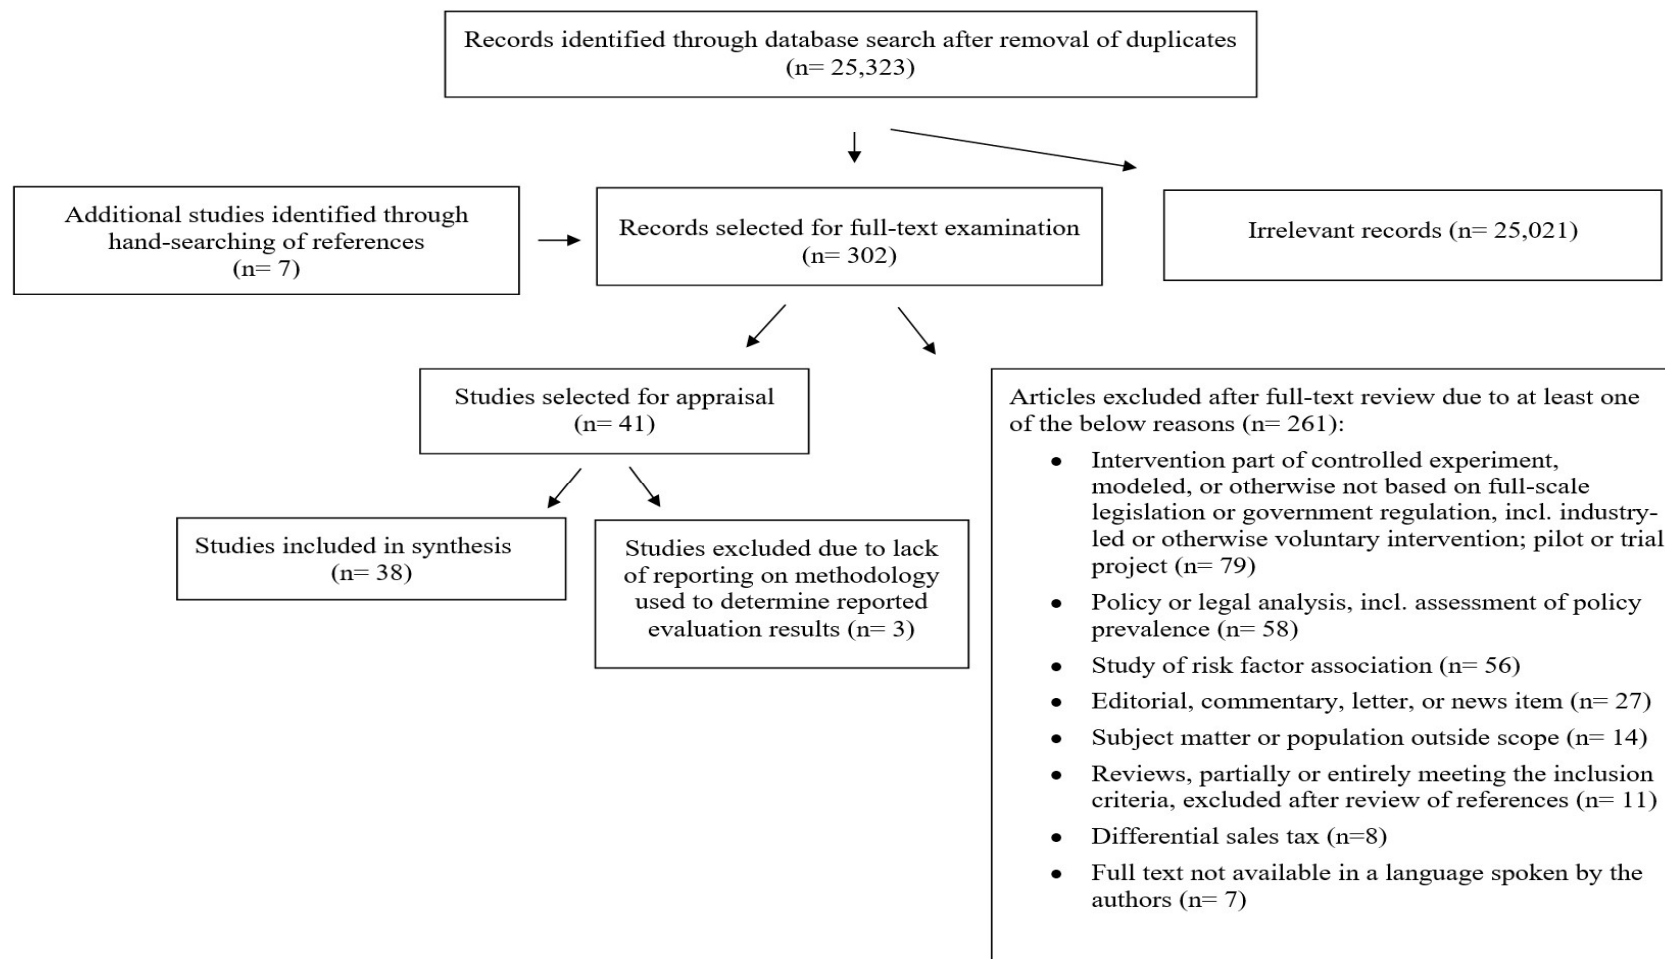 Records identified through database search after removal of duplicates
(n= 25,323)
Additional studies identified through
hand-searching of references
(n= 7)
Records selected for full-text examination
(n= 302)
Irrelevant records (n= 25,021)
Studies selected for appraisal
(n= 41)
Studies included in synthesis
(n= 38)
Studies excluded due to lack
of reporting on methodology
used to determine reported
evaluation results (n= 3)
Articles excluded after full-text review due to at least one
of the below reasons (n= 261):
• Intervention part of controlled experiment,
modeled, or otherwise not based on full-scale
legislation or government regulation, incl. industry-
led or otherwise voluntary intervention; pilot or trial
project (n= 79)
• Policy or legal analysis, incl. assessment of policy
prevalence (n= 58)
• Study of risk factor association (n= 56)
• Editorial, commentary, letter, or news item (n= 27)
• Subject matter or population outside scope (n= 14)
• Reviews, partially or entirely meeting the inclusion
criteria, excluded after review of references (n= 11)
• Differential sales tax (n=8)
• Full text not available in a language spoken by the
authors (n= 7)